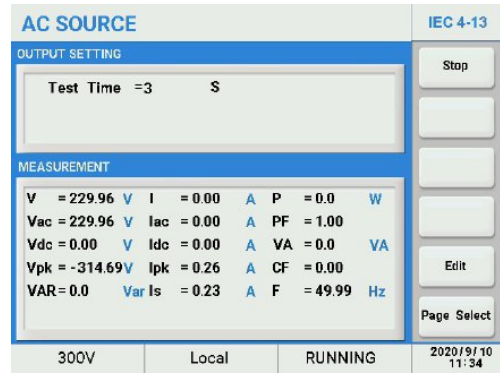 AC SOURCE
IEC 4-13
OUTPUT SETTING
Test Time =3 S
Stop
MEASUREMENT
V = 229.96 V I = 0.00 A P = 0.0 W
Vac = 229.96 V Iac = 0.00 A PF = 1.00
Vdc = 0.00 V Idc = 0.00 A VA = 0.0 VA
Vpk = -314.69V Ipk = 0.26 A CF = 0.00
VAR= 0.0 Var Is = 0.23 A F = 49.99 Hz
Edit
Page Select
300V Local RUNNING 2020/9/10
11:34